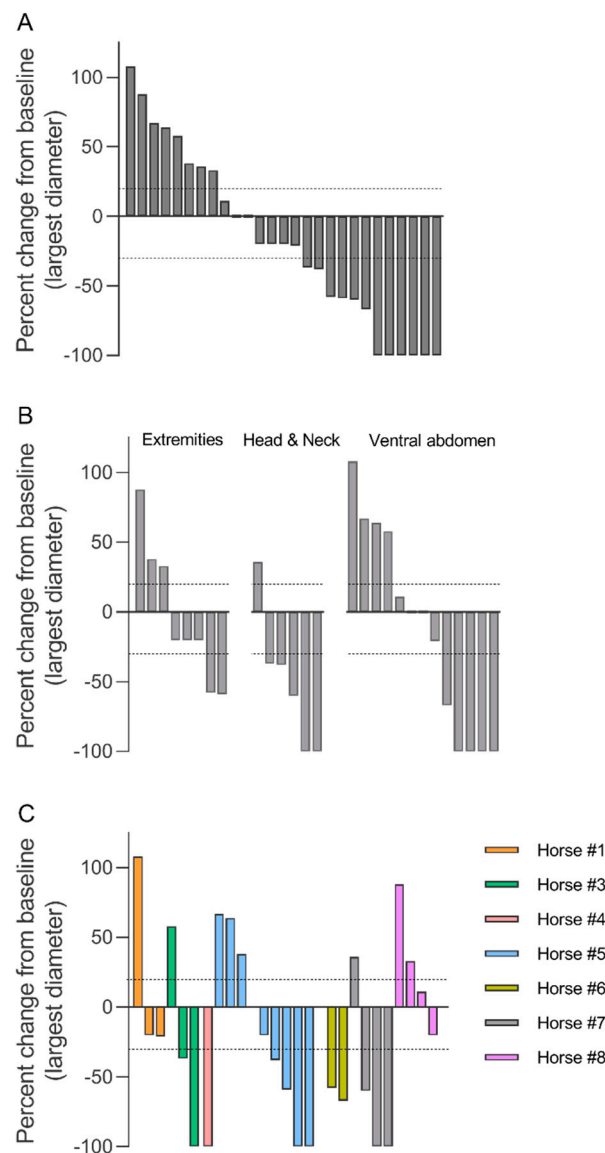 A
Percent change from baseline
(largest diameter)
100
50
0
-50
-100
B
Extremities Head & Neck Ventral abdomen
Percent change from baseline
(largest diameter)
100
50
0
-50
-100
C
Percent change from baseline
(largest diameter)
100
50
0
-50
-100
Horse #1
Horse #3
Horse #4
Horse #5
Horse #6
Horse #7
Horse #8